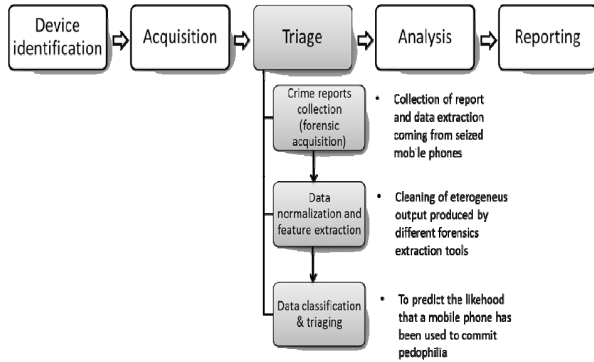 Device
identification
Acquisition
Triage
Analysis
Reporting
Crime reports
collection
(forensic
acquisition)
• Collection of report
and data extraction
coming from seized
mobile phones
Data
normalization and
feature extraction
• Cleaning of eterogeneus
output produced by
different forensics
extraction tools
Data classification
& triaging
• To predict the likehood
that a mobile phone has
been used to commit
pedophilia